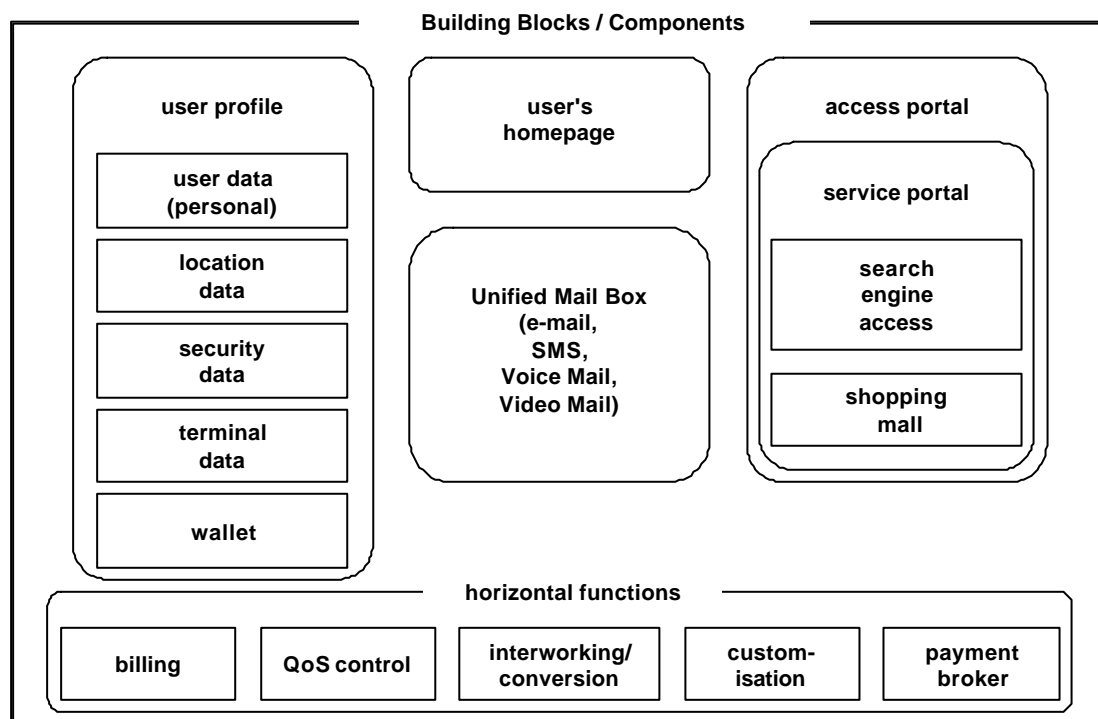 Building Blocks / Components
user profile
user data
(personal)
location
data
security
data
terminal
data
wallet
user's
homepage
Unified Mail Box
(e-mail,
SMS,
Voice Mail,
Video Mail)
access portal
service portal
search
engine
access
shopping
mall
horizontal functions
billing
QoS control
interworking/
conversion
custom-
isation
payment
broker